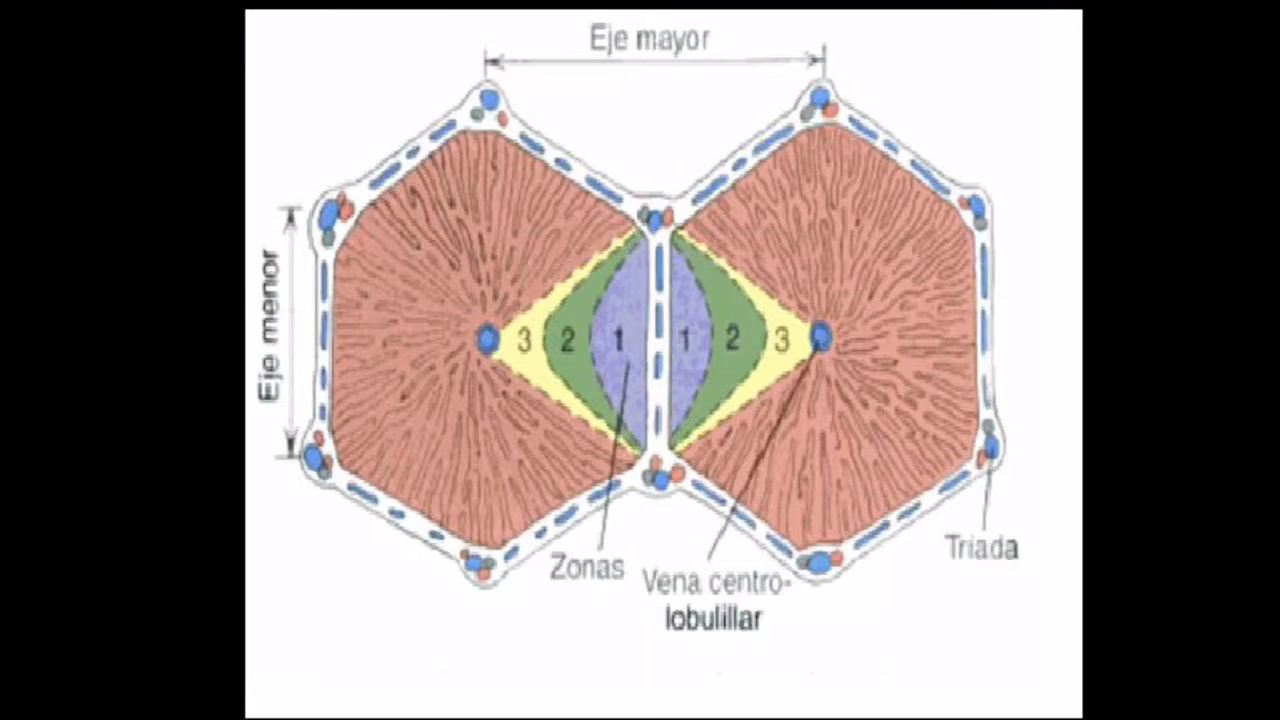 Eje mayor
Eje menor
3 2 1 1 2 3
Zonas
Vena centro-
lobulillar
Triada